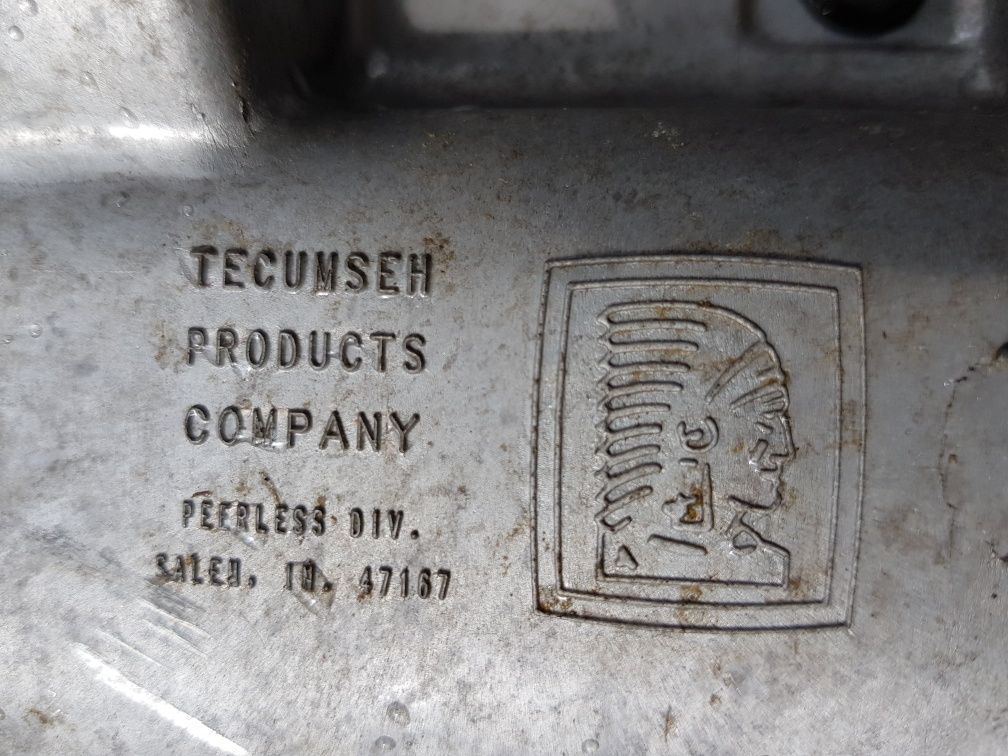 TECUMSEH
PRODUCTS
COMPANY
PEERLESS DIV.
SALEM, IN. 47167